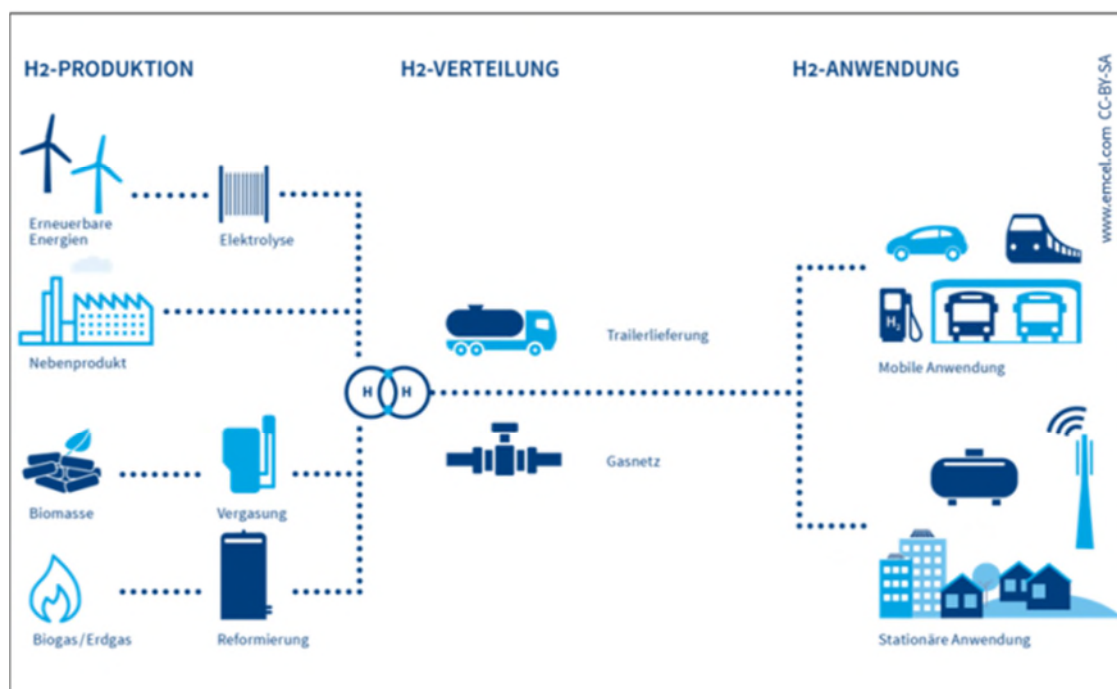 H2-PRODUKTION
H2-VERTEILUNG
H2-ANWENDUNG
www.emcel.com CC-BY-SA
Erneuerbare
Energien
Elektrolyse
Nebenprodukt
Biomasse
Vergasung
Biogas/Erdgas
Reformierung
H H
Trailerlieferung
Gasnetz
H2
Mobile Anwendung
Stationäre Anwendung